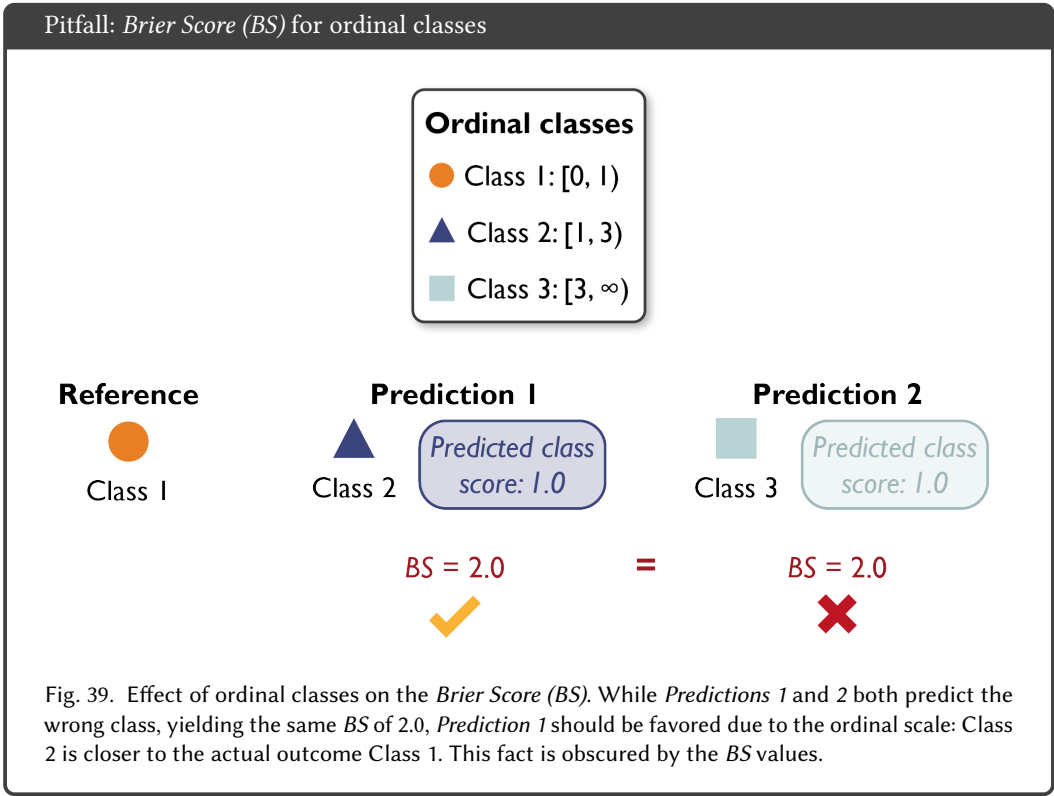 Pitfall: Brier Score (BS) for ordinal classes
Ordinal classes
Class 1: [0, 1)
Class 2: [1, 3)
Class 3: [3, ∞)
Reference
Class 1
Prediction 1
Class 2
Predicted class
score: 1.0
Prediction 2
Class 3
Predicted class
score: 1.0
BS = 2.0
=
BS = 2.0
Fig. 39. Effect of ordinal classes on the Brier Score (BS). While Predictions 1 and 2 both predict the
wrong class, yielding the same BS of 2.0, Prediction 1 should be favored due to the ordinal scale: Class
2 is closer to the actual outcome Class 1. This fact is obscured by the BS values.